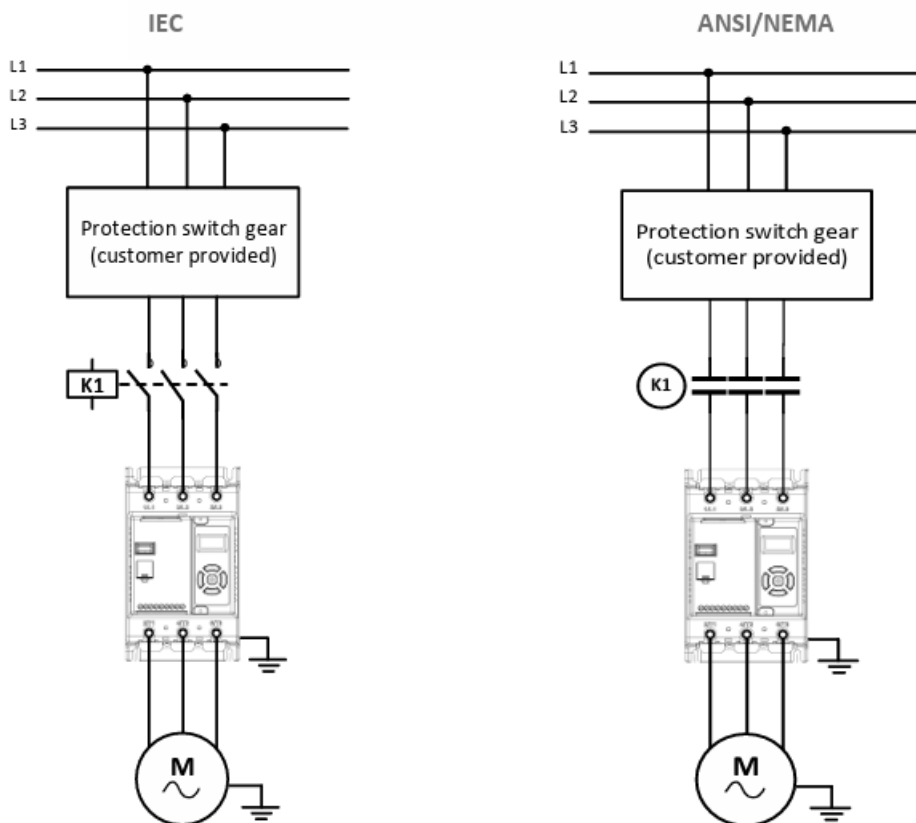 IEC
ANSI/NEMA
L1
L2
L3
L1
L2
L3
Protection switch gear
(customer provided)
Protection switch gear
(customer provided)
K1
K1
M
M